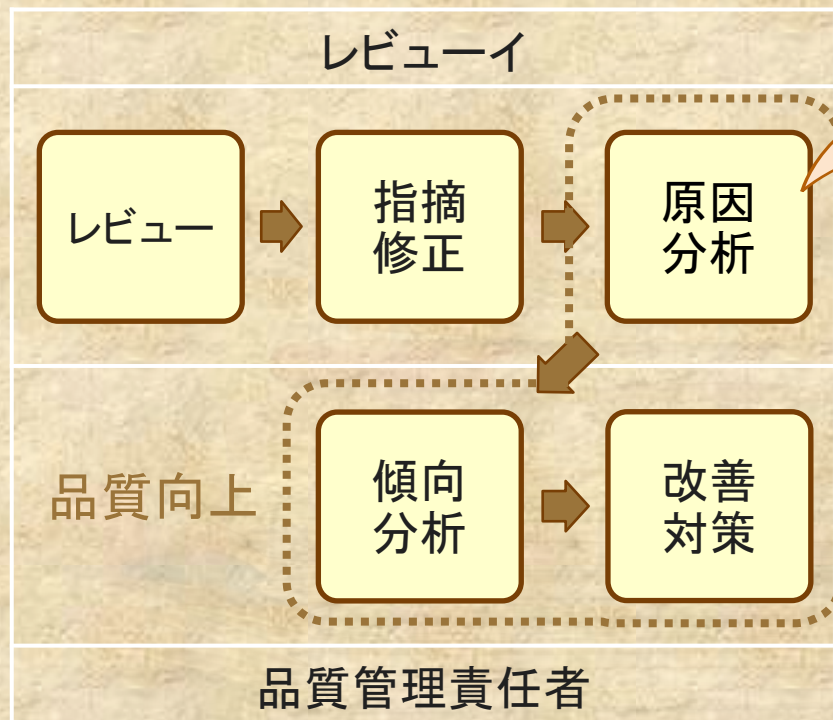 レビューイ
レビュー
指摘
修正
原因
分析
品質向上
傾向
分析
改善
対策
品質管理責任者